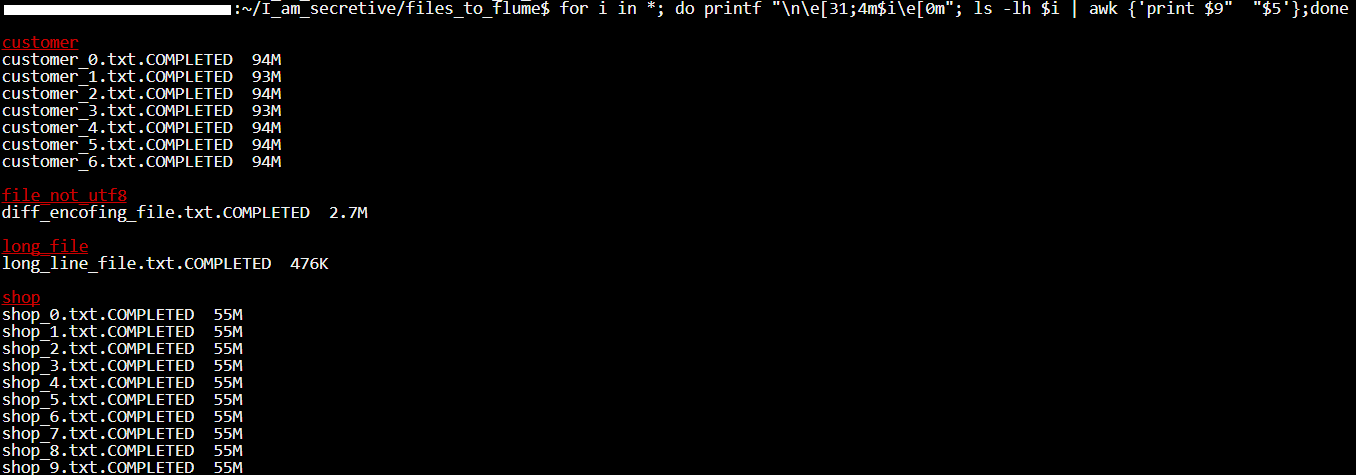 :~/I_am_secretive/files_to_flume$ for i in *; do printf "\n\e[31;4m$i\e[0m"; ls -lh $i | awk {'print $9"  "$5'};done
customer
customer_0.txt.COMPLETED  94M
customer_1.txt.COMPLETED  93M
customer_2.txt.COMPLETED  94M
customer_3.txt.COMPLETED  93M
customer_4.txt.COMPLETED  94M
customer_5.txt.COMPLETED  94M
customer_6.txt.COMPLETED  94M
file_not_utf8
diff_encofing_file.txt.COMPLETED  2.7M
long_file
long_line_file.txt.COMPLETED  476K
shop
shop_0.txt.COMPLETED  55M
shop_1.txt.COMPLETED  55M
shop_2.txt.COMPLETED  55M
shop_3.txt.COMPLETED  55M
shop_4.txt.COMPLETED  55M
shop_5.txt.COMPLETED  55M
shop_6.txt.COMPLETED  55M
shop_7.txt.COMPLETED  55M
shop_8.txt.COMPLETED  55M
shop_9.txt.COMPLETED  55M